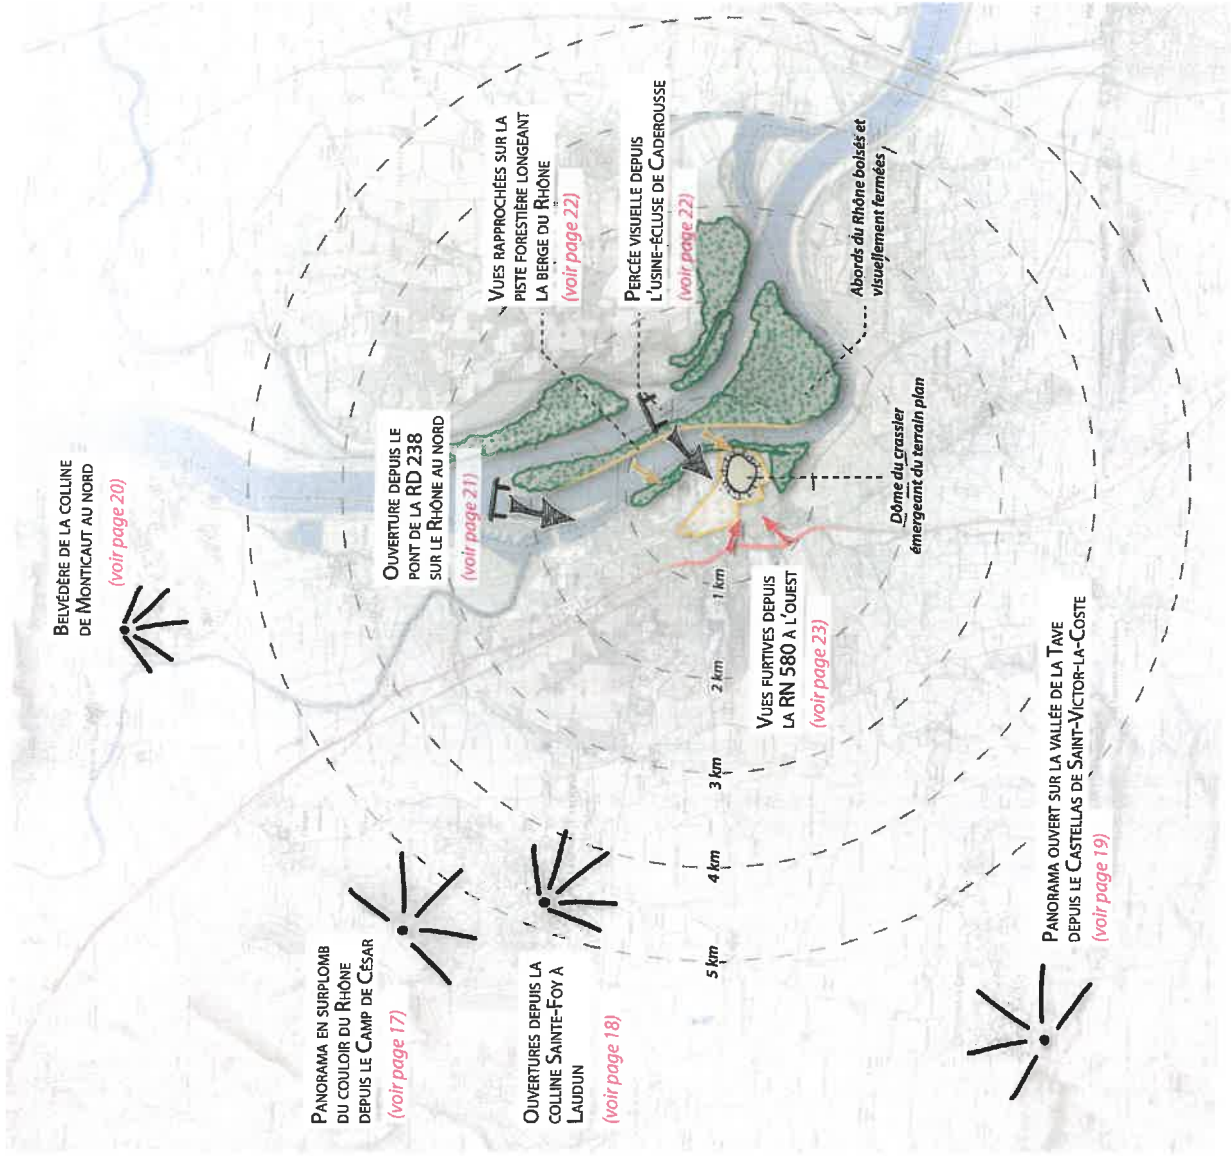 BELVÉDÈRE DE LA COLLINE
DE MONTICAUT AU NORD
(voir page 20)
PANORAMA EN SURPLOMB
DU COULOIR DU RHÔNE
DEPUIS LE CAMP DE CÉSAR
(voir page 17)
OUVERTURES DEPUIS LA
COLLINE SAINTE-FOY À
LAUDUN
(voir page 18)
OUVERTURE DEPUIS LE
PONT DE LA RD 238
SUR LE RHÔNE AU NORD
(voir page 21)
VUES RAPPROCHÉES SUR LA
PISTE FORESTIÈRE LONGEANT
LA BERGE DU RHÔNE
(voir page 22)
PERCÉE VISUELLE DEPUIS
L'USINE-ÉCLUSE DE CADEROUSSE
(voir page 22)
Abords du Rhône boisés et
visuellement fermées
Dôme du crassier
émergeant du terrain plan
1 km
2 km
3 km
4 km
5 km
VUES FURTIVES DEPUIS
LA RN 580 À L'OUEST
(voir page 23)
PANORAMA OUVERT SUR LA VALLÉE DE LA TAVE
DEPUIS LE CASTELLAS DE SAINT-VICTOR-LA-COSTE
(voir page 19)